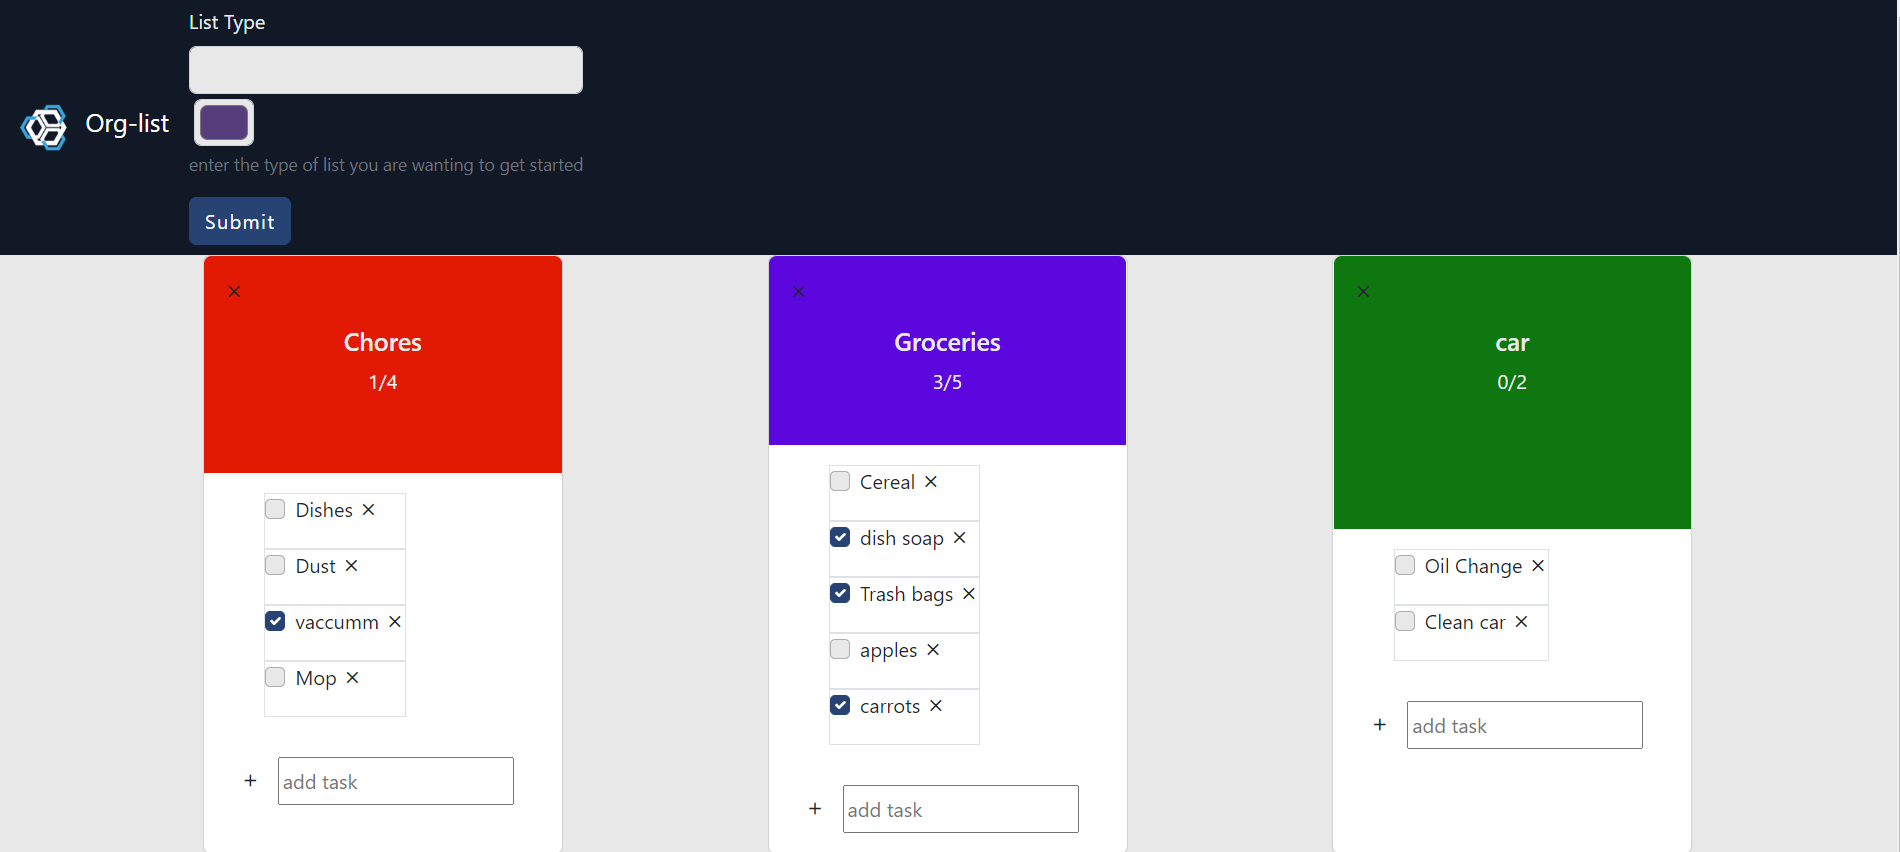 List Type
Org-list
enter the type of list you are wanting to get started
Submit
×
Chores
1/4
Dishes ×
Dust ×
vaccumm ×
Mop ×
+ add task
×
Groceries
3/5
Cereal ×
dish soap ×
Trash bags ×
apples ×
carrots ×
+ add task
×
car
0/2
Oil Change ×
Clean car ×
+ add task